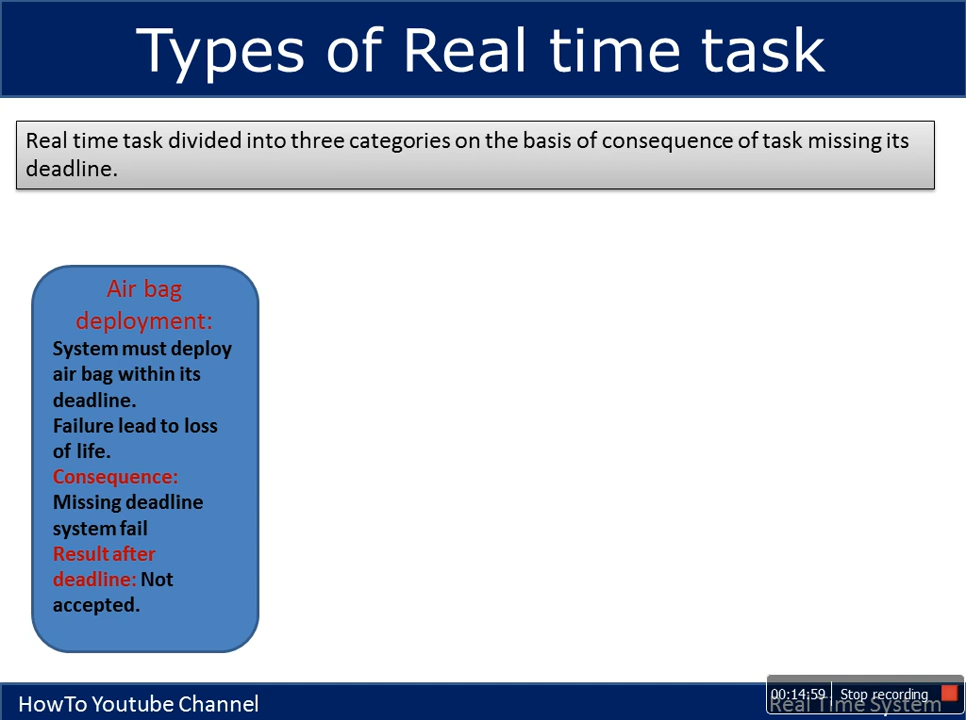 Types of Real time task
Real time task divided into three categories on the basis of consequence of task missing its
deadline.
Air bag
deployment:
System must deploy
air bag within its
deadline.
Failure lead to loss
of life.
Consequence:
Missing deadline
system fail
Result after
deadline: Not
accepted.
HowTo Youtube Channel
00:14:59 Stop recording
Real Time System